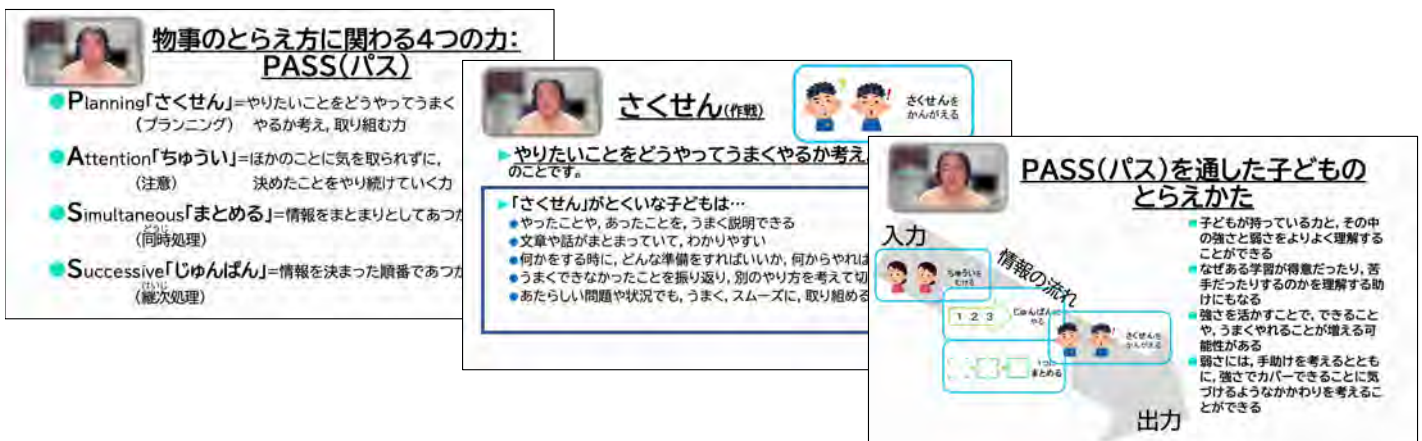 物事のとらえ方に関わる4つの力:
PASS(パス)
Planning「さくせん」=やりたいことをどうやってうまく
(プランニング) やるか考え,取り組む力
Attention「ちゅうい」=ほかのことに気を取られずに,
(注意) 決めたことをやり続けていく力
Simultaneous「まとめる」=情報をまとまりとしてあつか
どうじ
(同時処理)
Successive「じゅんばん」=情報を決まった順番であつか
けいじ
(継次処理)
さくせん(作戦)
さくせんを
かんがえる
やりたいことをどうやってうまくやるか考え,
のことです。
「さくせん」がとくいな子どもは…
やったことや,あったことを,うまく説明できる
文章や話がまとまっていて,わかりやすい
何かをする時に,どんな準備をすればいいか,何からやれば
うまくできなかったことを振り返り,別のやり方を考えて切
あたらしい問題や状況でも,うまく,スムーズに,取り組める
PASS(パス)を通した子どもの
とらえかた
入力
情報の流れ
ちゅういを
むける
1 2 3
じゅんばんに
やる
さくせんを
かんがえる
1つに
まとめる
出力
子どもが持っている力と,その中
の強さと弱さをよりよく理解する
ことができる
なぜある学習が得意だったり,苦
手だったりするのかを理解する助
けにもなる
強さを活かすことで,できること
や,うまくやれることが増える可
能性がある
弱さには,手助けを考えるととも
に,強さでカバーできることに気
づけるようなかかわりを考えるこ
とができる